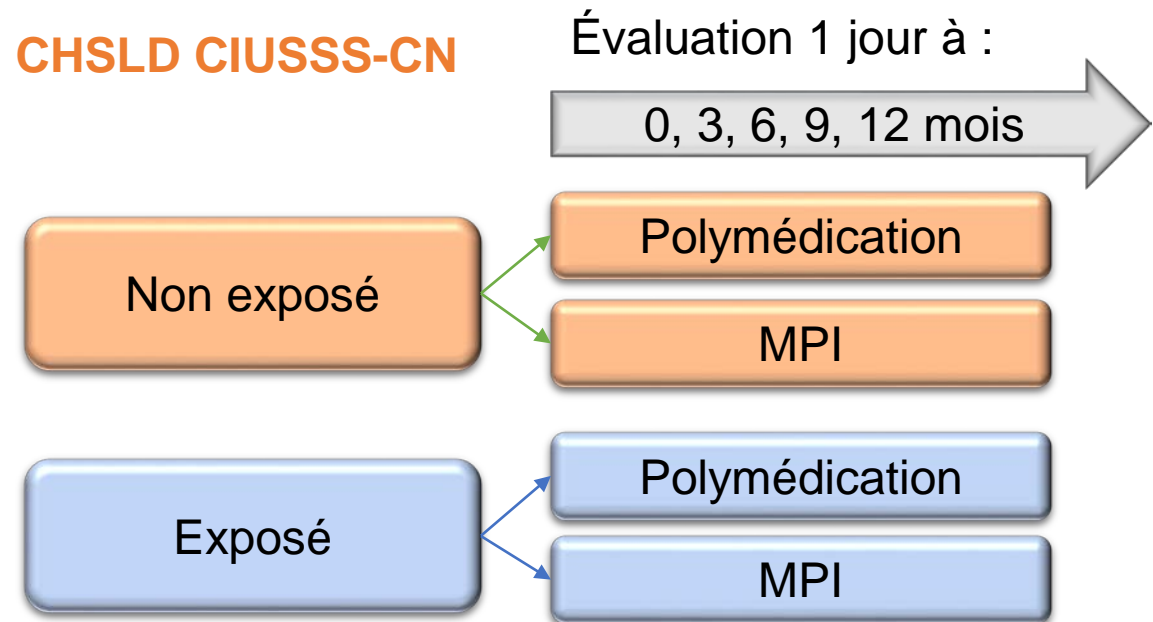 CHSLD CIUSSS-CN
Évaluation 1 jour à :
0, 3, 6, 9, 12 mois
Non exposé
Polymédication
MPI
Exposé
Polymédication
MPI